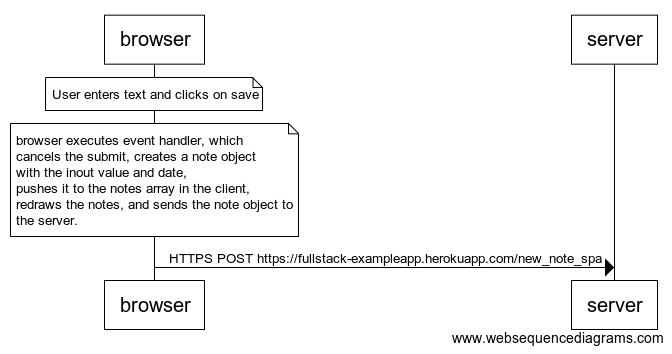 browser
server
User enters text and clicks on save
browser executes event handler, which
cancels the submit, creates a note object
with the inout value and date,
pushes it to the notes array in the client,
redraws the notes, and sends the note object to
the server.
HTTPS POST https://fullstack-exampleapp.herokuapp.com/new_note_spa
browser
server
www.websequencediagrams.com